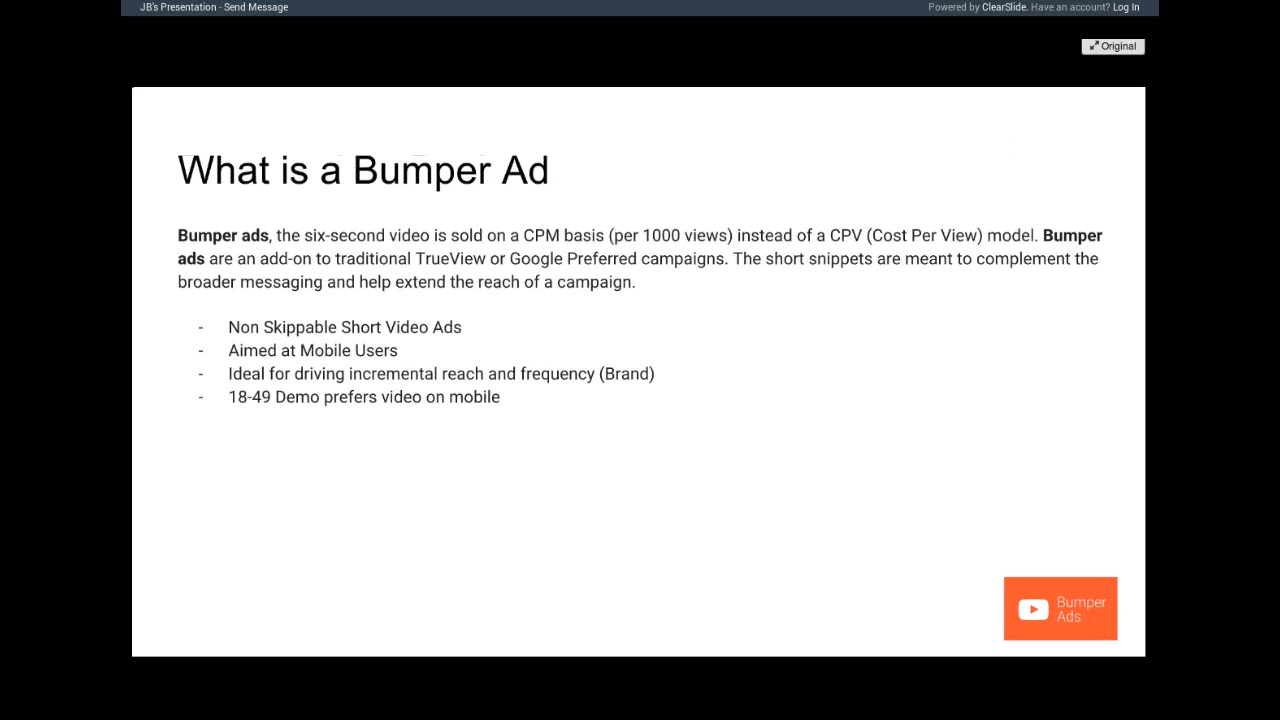 JB's Presentation - Send Message
Powered by ClearSlide. Have an account? Log In
Original
What is a Bumper Ad
Bumper ads, the six-second video is sold on a CPM basis (per 1000 views) instead of a CPV (Cost Per View) model. Bumper
ads are an add-on to traditional TrueView or Google Preferred campaigns. The short snippets are meant to complement the
broader messaging and help extend the reach of a campaign.
- Non Skippable Short Video Ads
- Aimed at Mobile Users
- Ideal for driving incremental reach and frequency (Brand)
- 18-49 Demo prefers video on mobile
Bumper
Ads